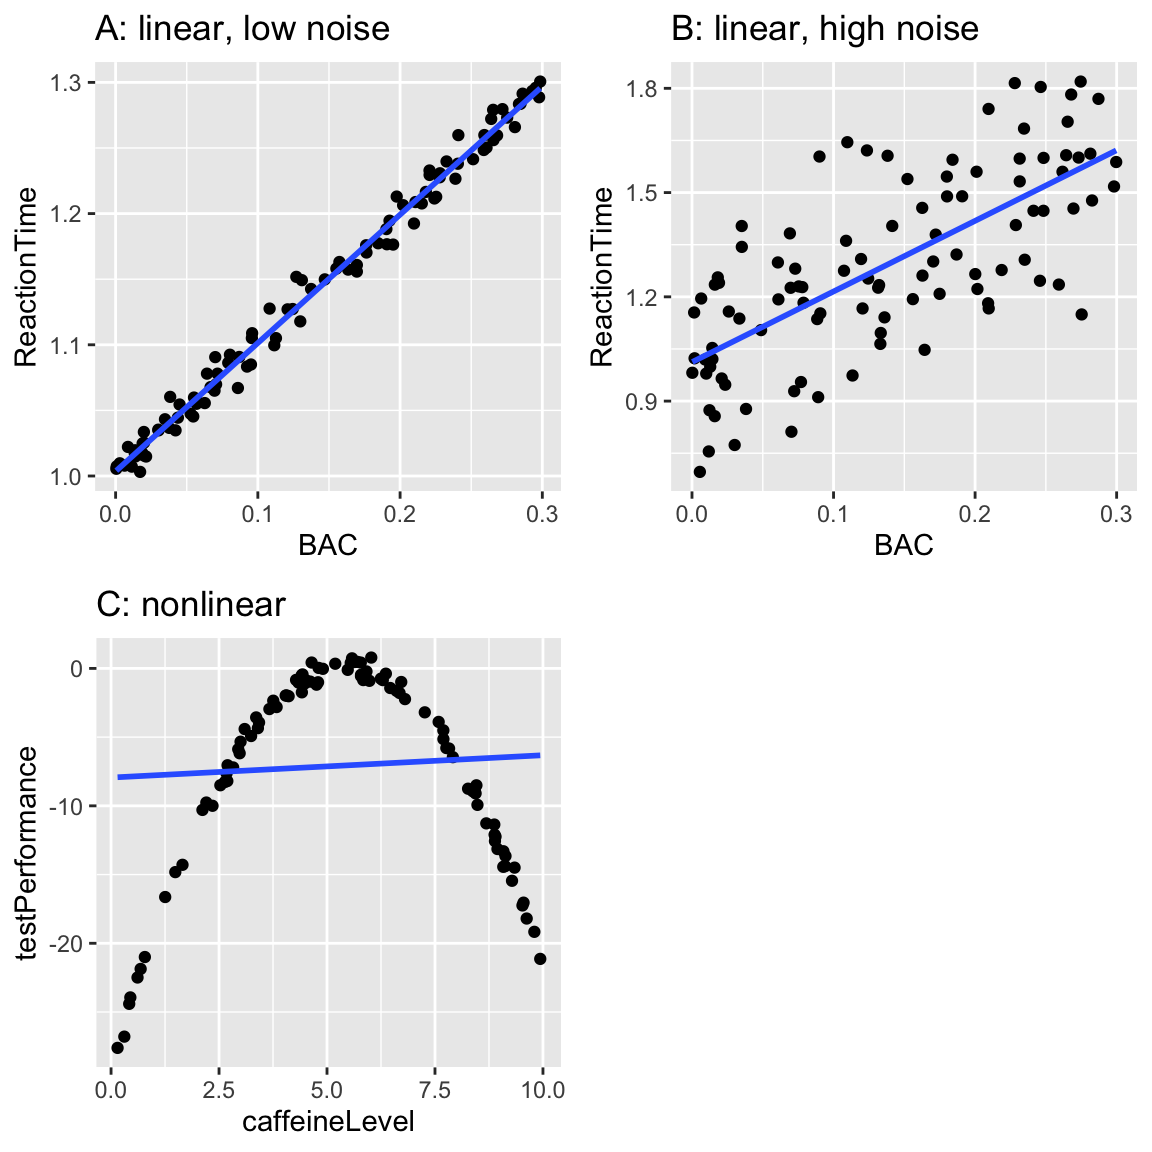 A: linear, low noise
1.3
1.2
1.1
1.0
ReactionTime
0.0 0.1 0.2 0.3
BAC
B: linear, high noise
1.8
1.5
1.2
0.9
ReactionTime
0.0 0.1 0.2 0.3
BAC
C: nonlinear
0
-10
-20
testPerformance
0.0 2.5 5.0 7.5 10.0
caffeineLevel